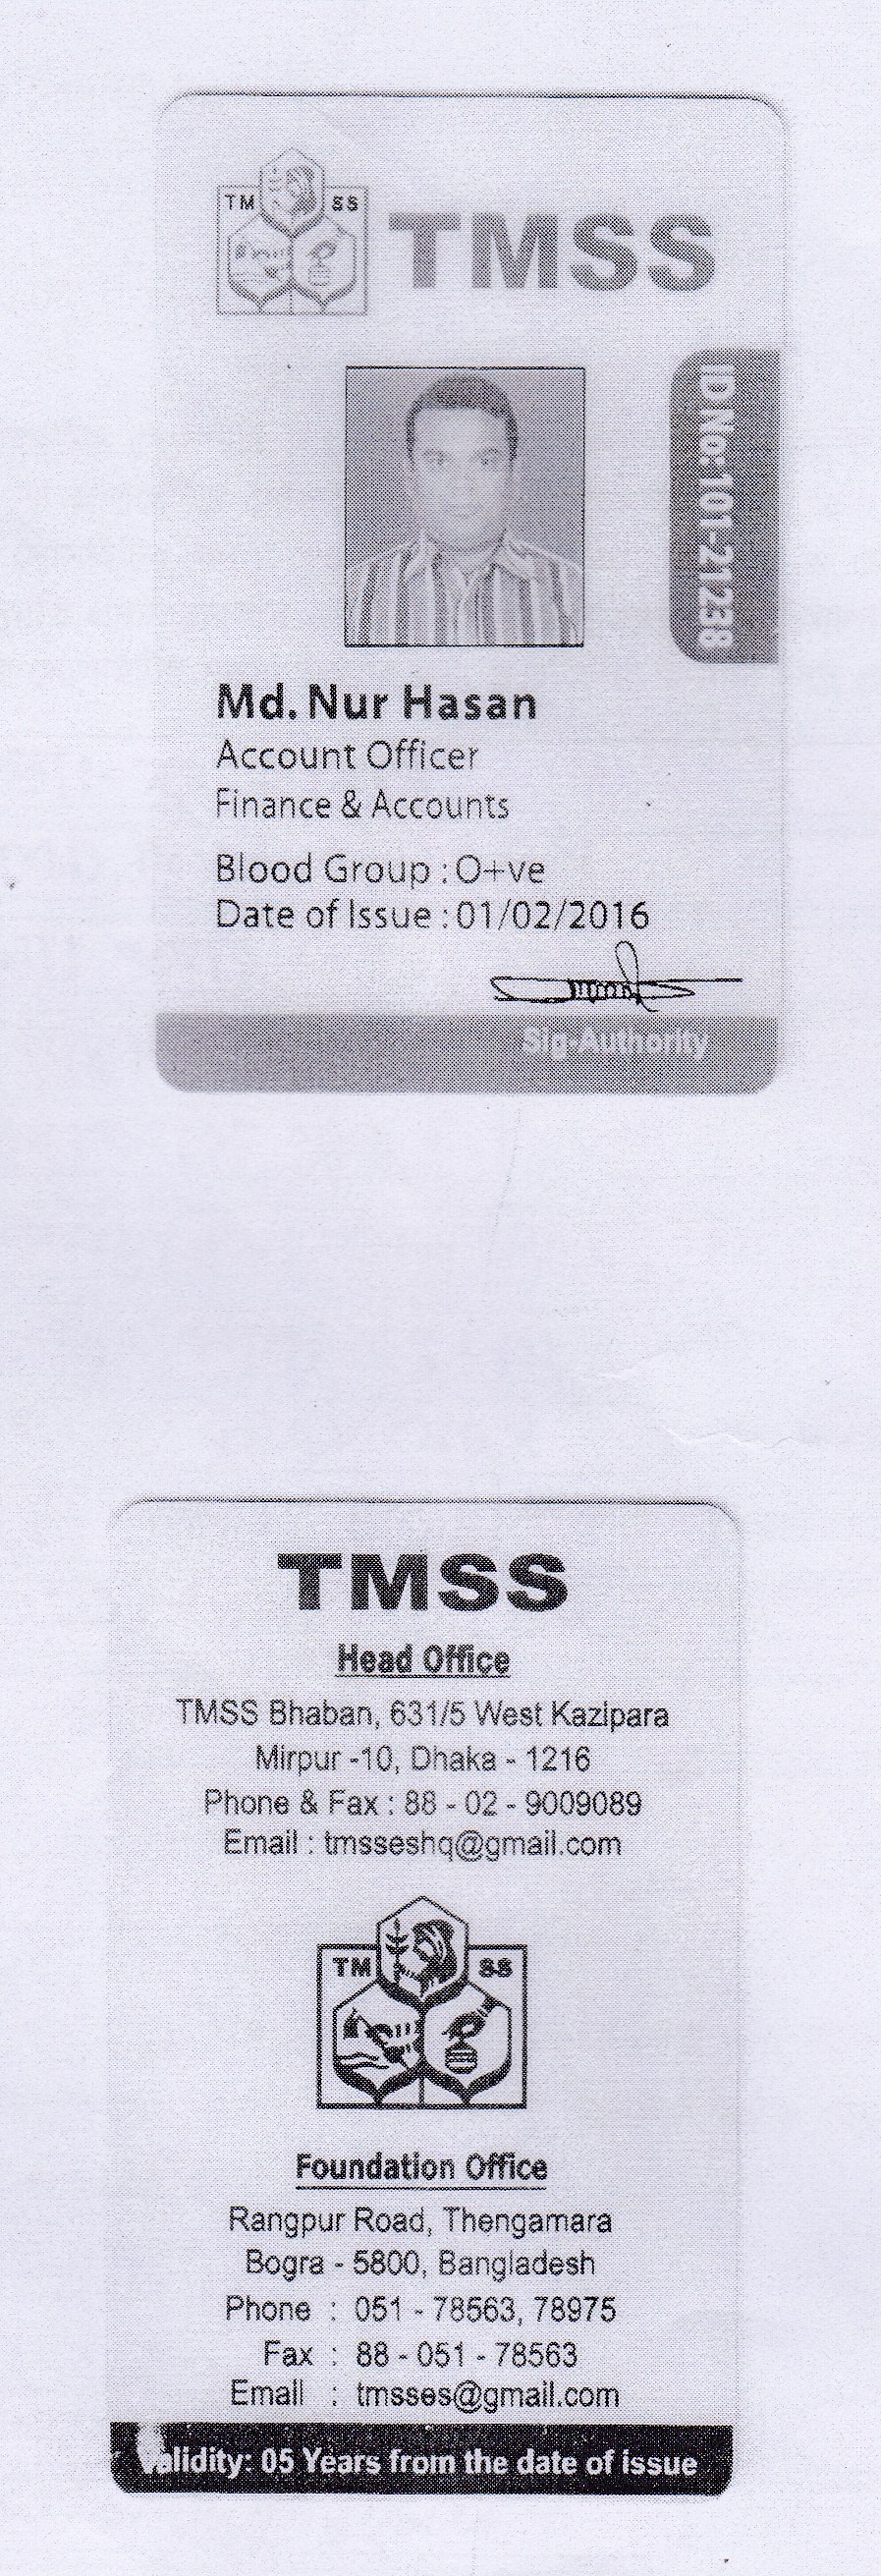 TM SS
TMSS
ID No: 101-21238
Md. Nur Hasan
Account Officer
Finance & Accounts
Blood Group : O+ve
Date of Issue : 01/02/2016
Sig-Authority
TMSS
Head Office
TMSS Bhaban, 631/5 West Kazipara
Mirpur -10, Dhaka - 1216
Phone & Fax : 88 - 02 - 9009089
Email : tmsseshq@gmail.com
TM SS
Foundation Office
Rangpur Road, Thengamara
Bogra - 5800, Bangladesh
Phone : 051 - 78563, 78975
Fax : 88 - 051 - 78563
Email : tmsses@gmail.com
Validity: 05 Years from the date of issue